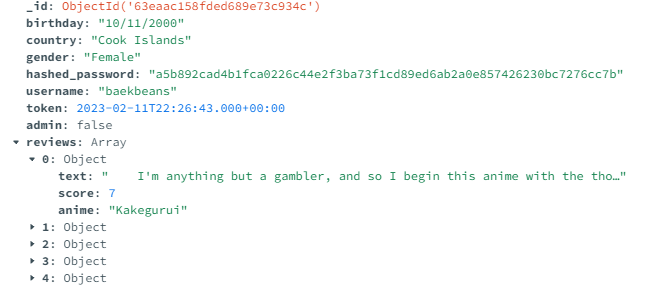 _id: ObjectId('63eaac158fded689e73c934c')
birthday: "10/11/2000"
country: "Cook Islands"
gender: "Female"
hashed_password: "a5b892cad4b1fca0226c44e2f3ba73f1cd89ed6ab2a0e857426230bc7276cc7b"
username: "baekbeans"
token: 2023-02-11T22:26:43.000+00:00
admin: false
reviews: Array
0: Object
text: "    I'm anything but a gambler, and so I begin this anime with the tho…"
score: 7
anime: "Kakegurui"
1: Object
2: Object
3: Object
4: Object